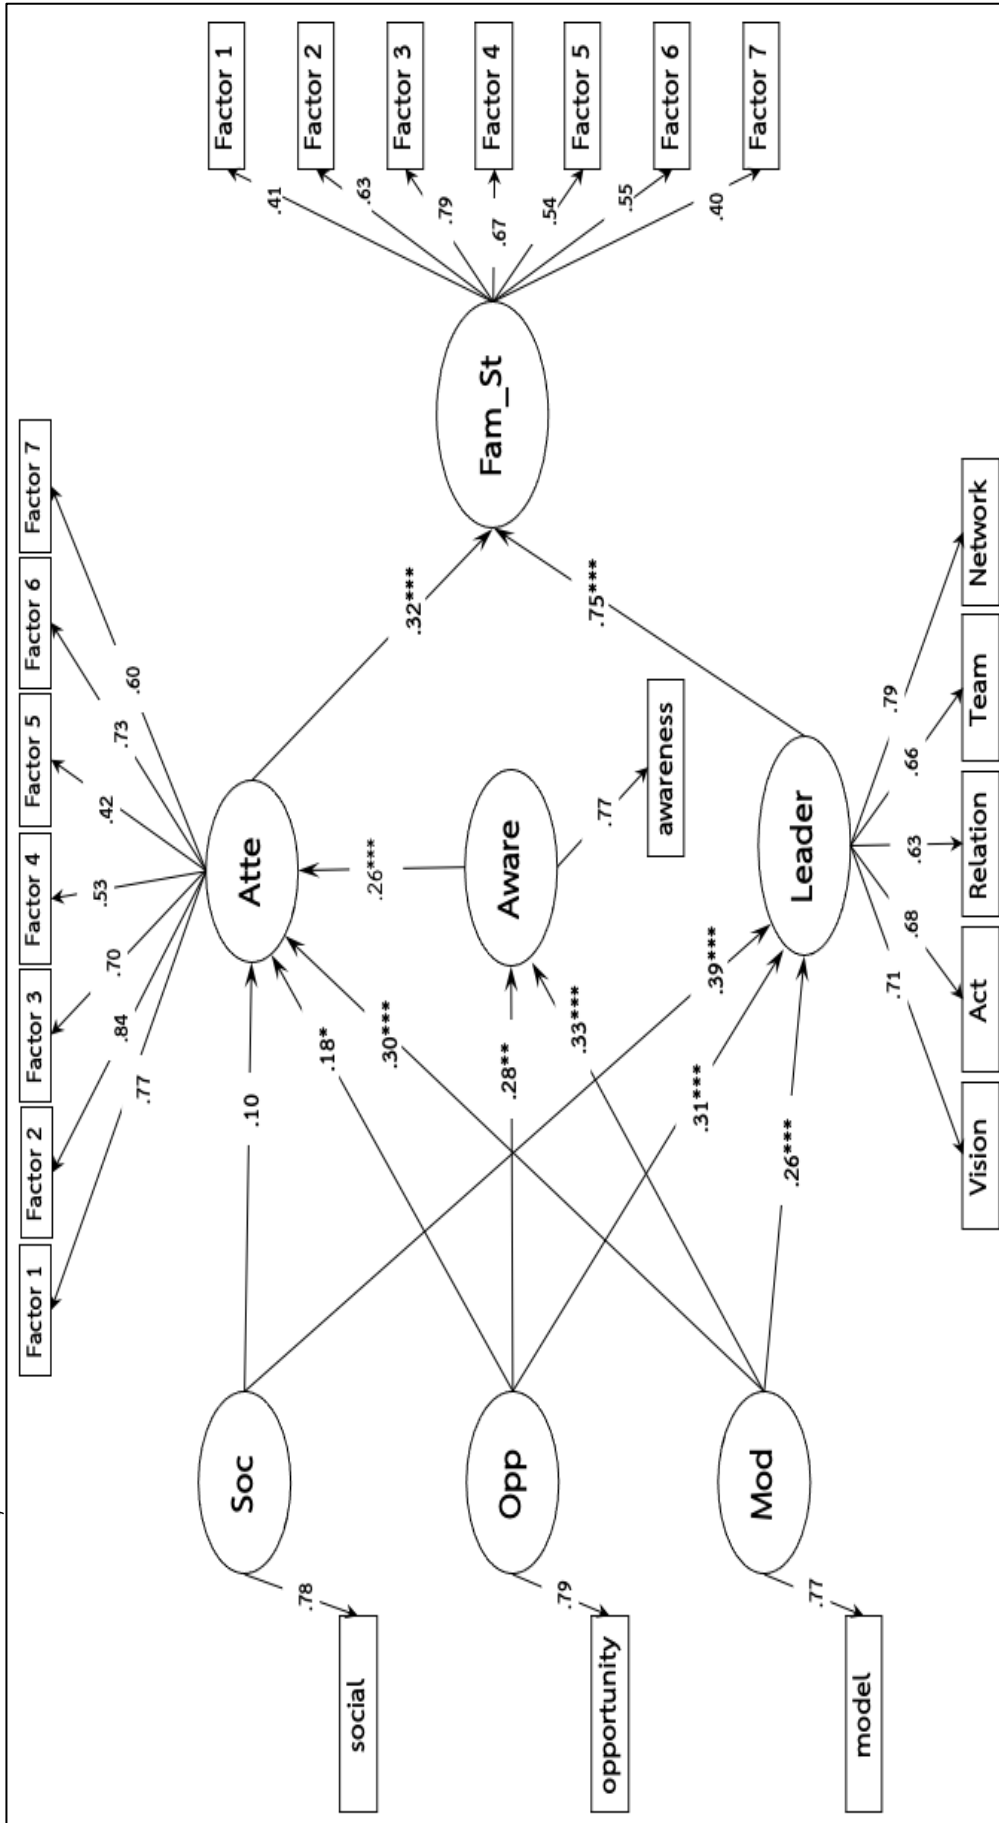 Factor 1
Factor 2
Factor 3
Factor 4
Factor 5
Factor 6
Factor 7
.77
.84
.70
.53
.42
.73
.60
Soc
.78
social
Opp
.79
opportunity
Mod
.77
model
.10
.18*
.30***
.28**
.33***
.39***
.31***
.26***
Atte
.26***
Aware
.77
awareness
Leader
.32***
.75***
Fam_St
.41
.63
.79
.67
.54
.55
.40
Factor 1
Factor 2
Factor 3
Factor 4
Factor 5
Factor 6
Factor 7
.71
.68
.63
.66
.79
Vision
Act
Relation
Team
Network